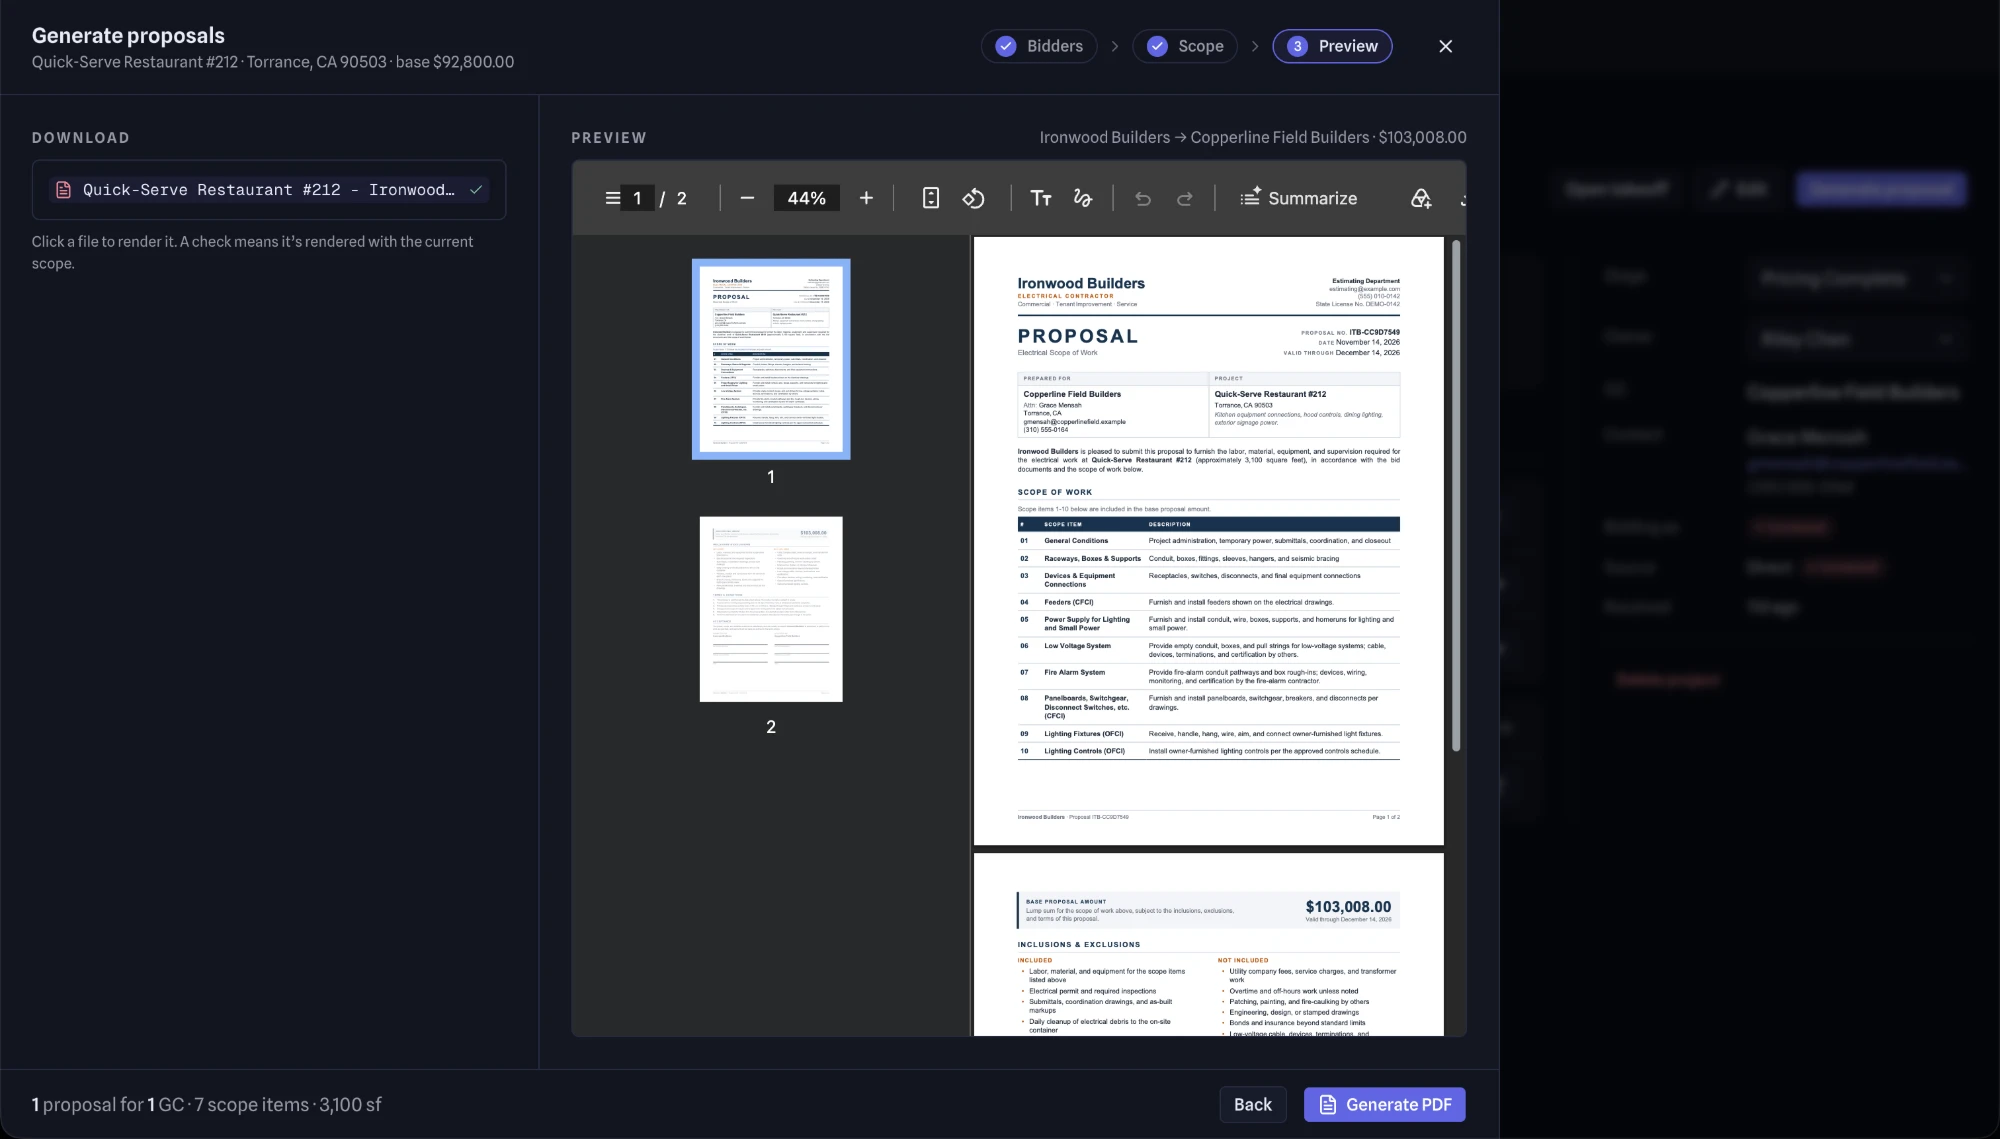 Generate proposals
Quick-Serve Restaurant #212 · Torrance, CA 90503 · base $92,800.00
Bidders
Scope
3 Preview
DOWNLOAD
Quick-Serve Restaurant #212 - Ironwood…
Click a file to render it. A check means it's rendered with the current
scope.
PREVIEW
Ironwood Builders → Copperline Field Builders · $103,008.00
1 / 2
44%
Summarize
1
2
Ironwood Builders
ELECTRICAL CONTRACTOR
Commercial · Tenant Improvement · Service
Estimating Department
estimating@example.com
(555) 010-0142
State License No. DEMO-0142
PROPOSAL
Electrical Scope of Work
PROPOSAL NO. ITB-CC9D7549
DATE November 14, 2026
VALID THROUGH December 14, 2026
PREPARED FOR
Copperline Field Builders
Attn: Grace Mensah
Torrance, CA
gmensah@copperlinefield.example
(310) 555-0164
PROJECT
Quick-Serve Restaurant #212
Torrance, CA 90503
Kitchen equipment connections, hood controls, dining lighting,
exterior signage power.
Ironwood Builders is pleased to submit this proposal to furnish the labor, material, equipment, and supervision required for
the electrical work at Quick-Serve Restaurant #212 (approximately 3,100 square feet), in accordance with the bid
documents and the scope of work below.
SCOPE OF WORK
Scope items 1-10 below are included in the base proposal amount.
# SCOPE ITEM DESCRIPTION
01 General Conditions Project administration, temporary power, submittals, coordination, and closeout
02 Raceways, Boxes & Supports Conduit, boxes, fittings, sleeves, hangers, and seismic bracing
03 Devices & Equipment Receptacles, switches, disconnects, and final equipment connections
Connections
04 Feeders (CFCI) Furnish and install feeders shown on the electrical drawings.
05 Power Supply for Lighting Furnish and install conduit, wire, boxes, supports, and homeruns for lighting and
and Small Power small power.
06 Low Voltage System Provide empty conduit, boxes, and pull strings for low-voltage systems; cable,
devices, terminations, and certification by others.
07 Fire Alarm System Provide fire-alarm conduit pathways and box rough-ins; devices, wiring,
monitoring, and certification by the fire-alarm contractor.
08 Panelboards, Switchgear, Furnish and install panelboards, switchgear, breakers, and disconnects per
Disconnect Switches, etc. drawings.
(CFCI)
09 Lighting Fixtures (OFCI) Receive, handle, hang, wire, aim, and connect owner-furnished light fixtures.
10 Lighting Controls (OFCI) Install owner-furnished lighting controls per the approved controls schedule.
Ironwood Builders · Proposal ITB-CC9D7549
Page 1 of 2
BASE PROPOSAL AMOUNT
Lump sum for the scope of work above, subject to the inclusions, exclusions,
and terms of this proposal.
$103,008.00
Valid through December 14, 2026
INCLUSIONS & EXCLUSIONS
INCLUDED
Labor, material, and equipment for the scope items
listed above
Electrical permit and required inspections
Submittals, coordination drawings, and as-built
markups
Daily cleanup of electrical debris to the on-site
container
NOT INCLUDED
Utility company fees, service charges, and transformer
work
Overtime and off-hours work unless noted
Patching, painting, and fire-caulking by others
Engineering, design, or stamped drawings
Bonds and insurance beyond standard limits
Low-voltage cable, devices, terminations, and
1 proposal for 1 GC · 7 scope items · 3,100 sf
Back
Generate PDF